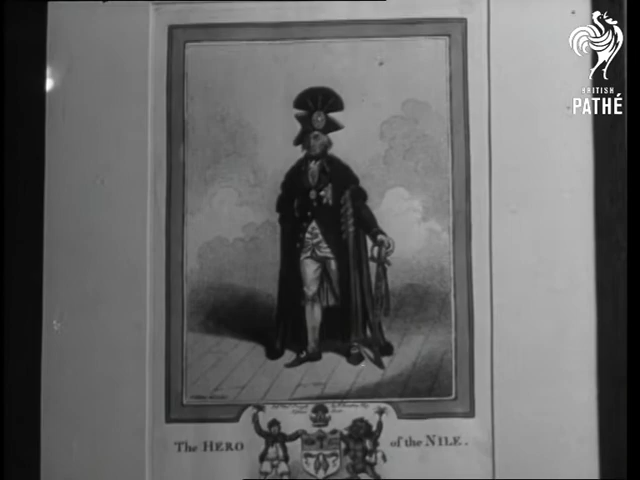 BRITISH
PATHÉ
The HERO of the NILE.